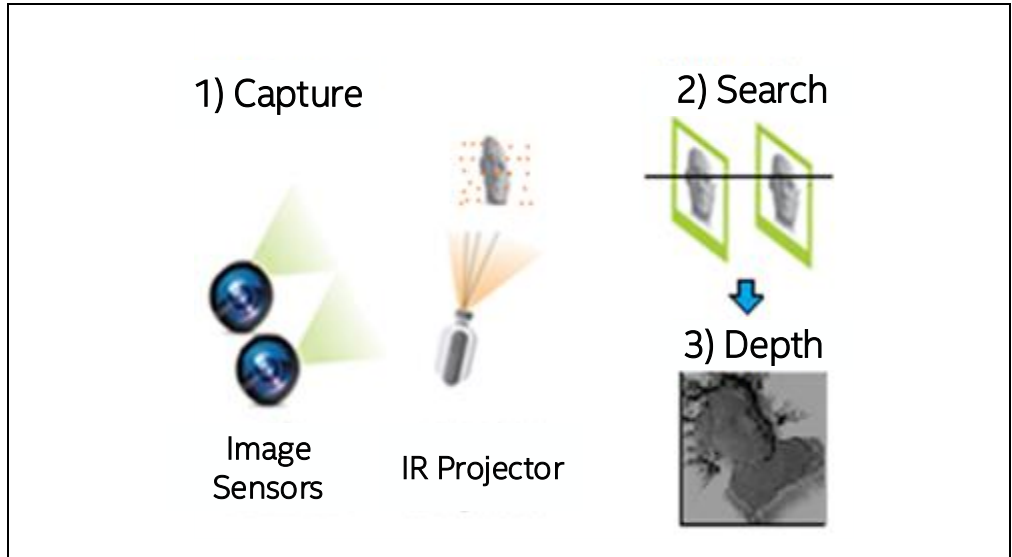 1) Capture
Image
Sensors
IR Projector
2) Search
3) Depth